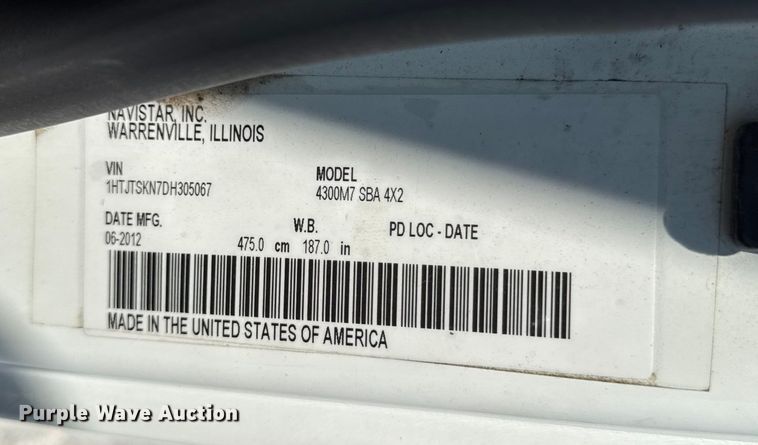 NAVISTAR, INC.
WARRENVILLE, ILLINOIS
VIN MODEL
1HTJTSKN7DH305067 4300M7 SBA 4X2
DATE MFG. W.B. PD LOC - DATE
06-2012 475.0 cm 187.0 in
MADE IN THE UNITED STATES OF AMERICA
Purple Wave Auction